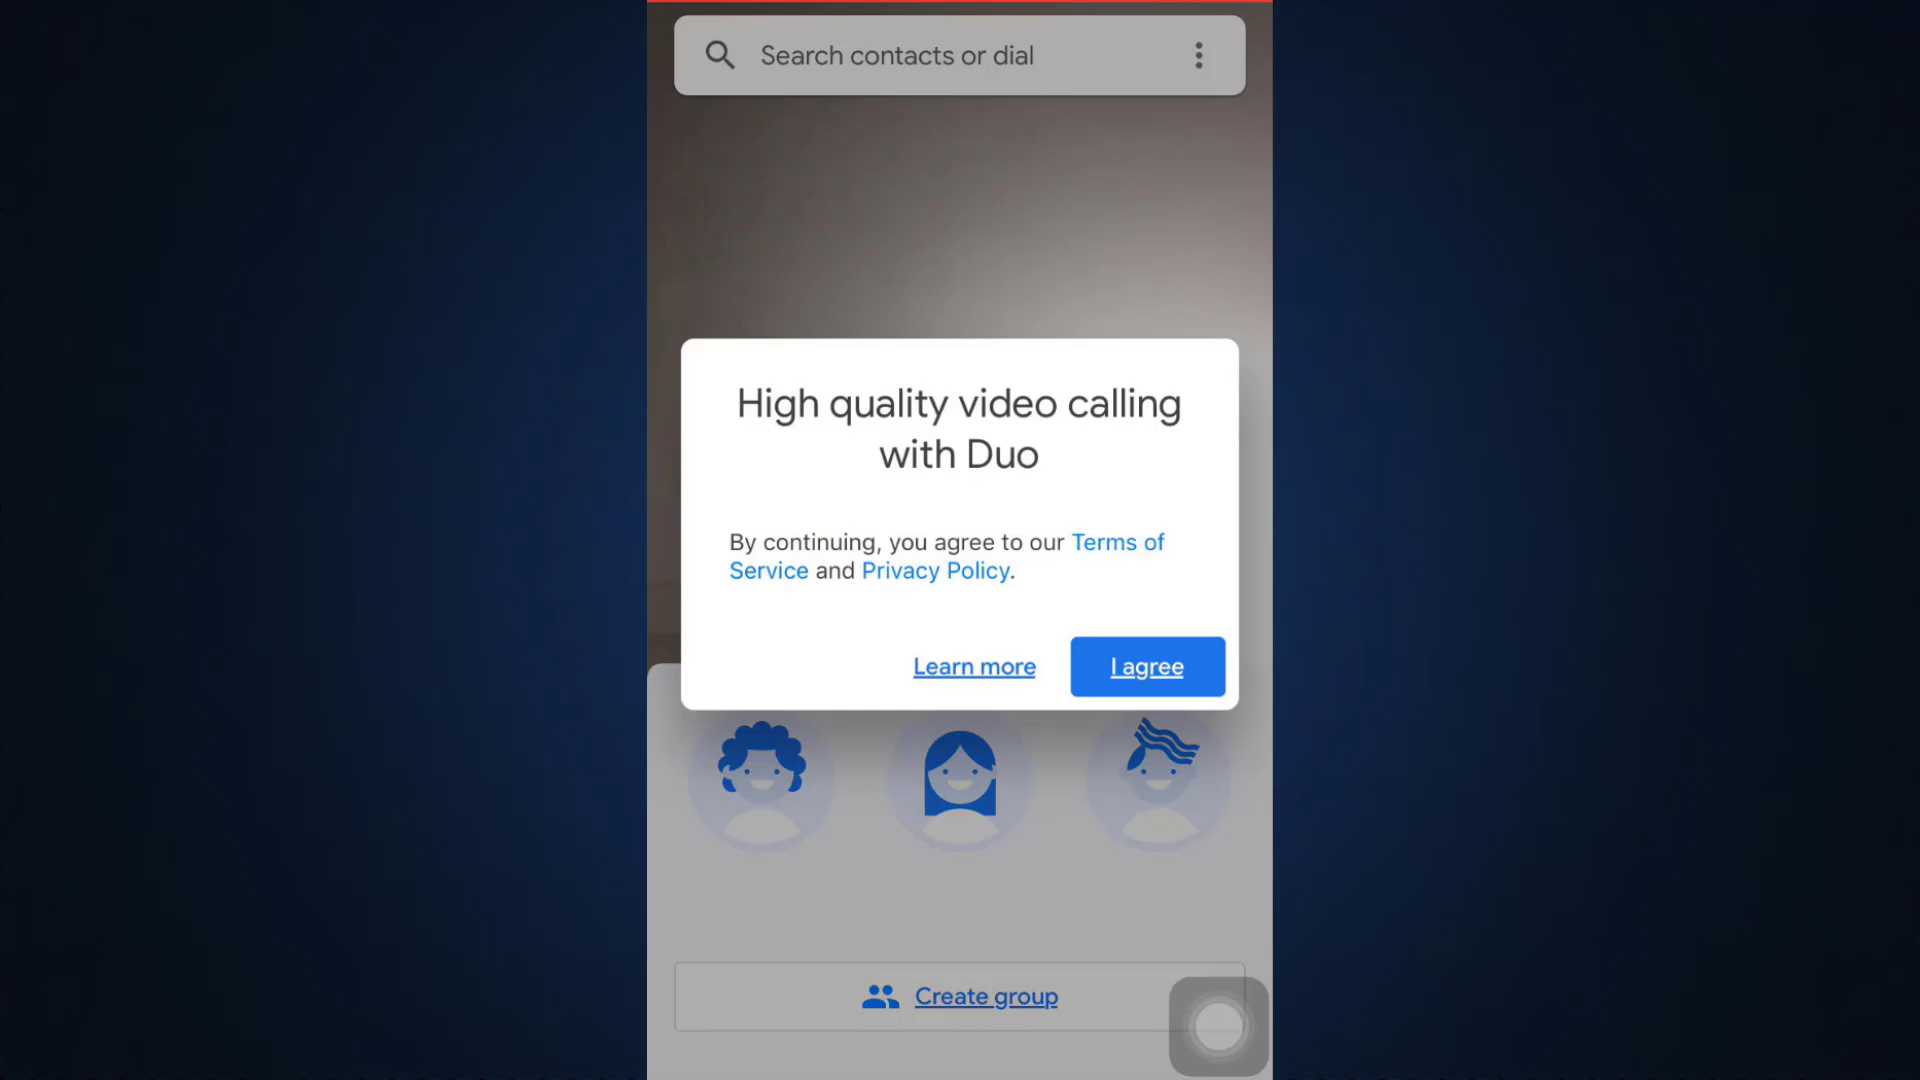 Search contacts or dial
High quality video calling
with Duo
By continuing, you agree to our Terms of
Service and Privacy Policy.
Learn more
I agree
Create group